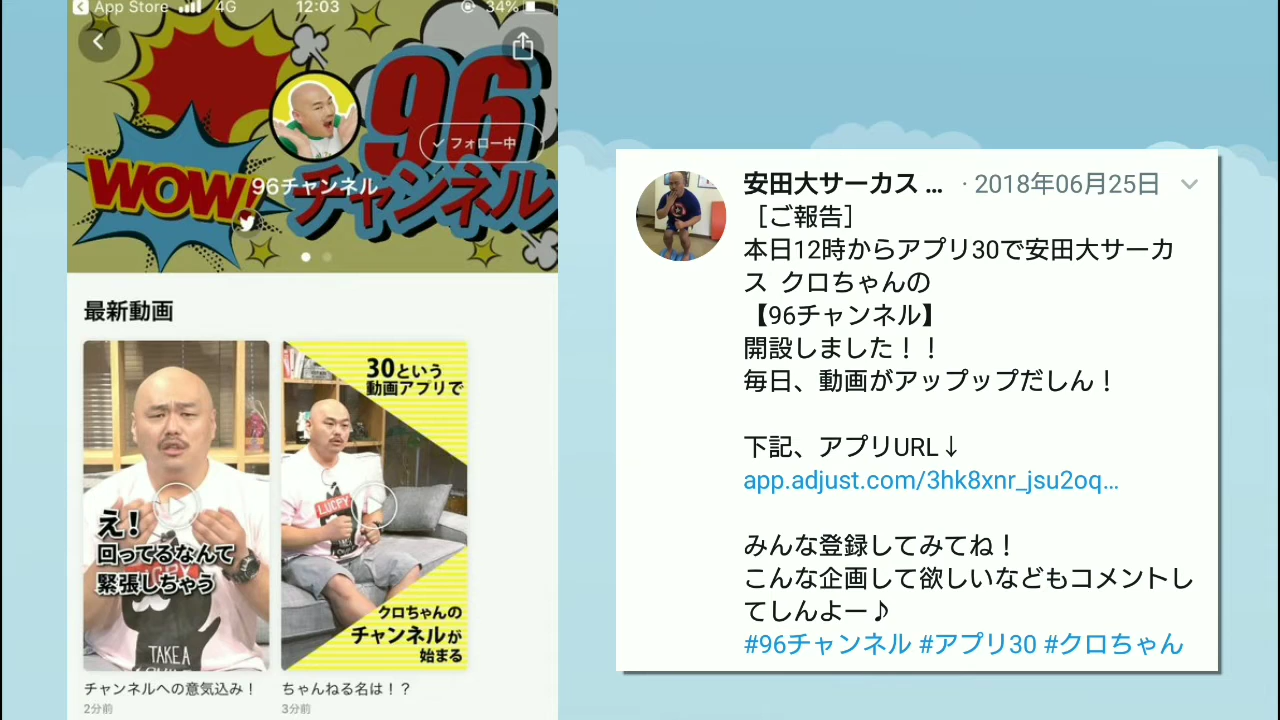 App Store 4G 12:03 34%
96
チャンネル
WOW!
フォロー中
96チャンネル
最新動画
え!
回ってるなんて
緊張しちゃう
LUCPY
TAKE A
30という
動画アプリで
LUCPY
クロちゃんの
チャンネルが
始まる
チャンネルへの意気込み!
2分前
ちゃんねる名は!?
3分前
安田大サーカス ... ・2018年06月25日
[ご報告]
本日12時からアプリ30で安田大サーカ
ス クロちゃんの
【96チャンネル】
開設しました!!
毎日、動画がアップップだしん!
下記、アプリURL↓
app.adjust.com/3hk8xnr_jsu2oq…
みんな登録してみてね!
こんな企画して欲しいなどもコメントし
てしんよー♪
#96チャンネル #アプリ30 #クロちゃん